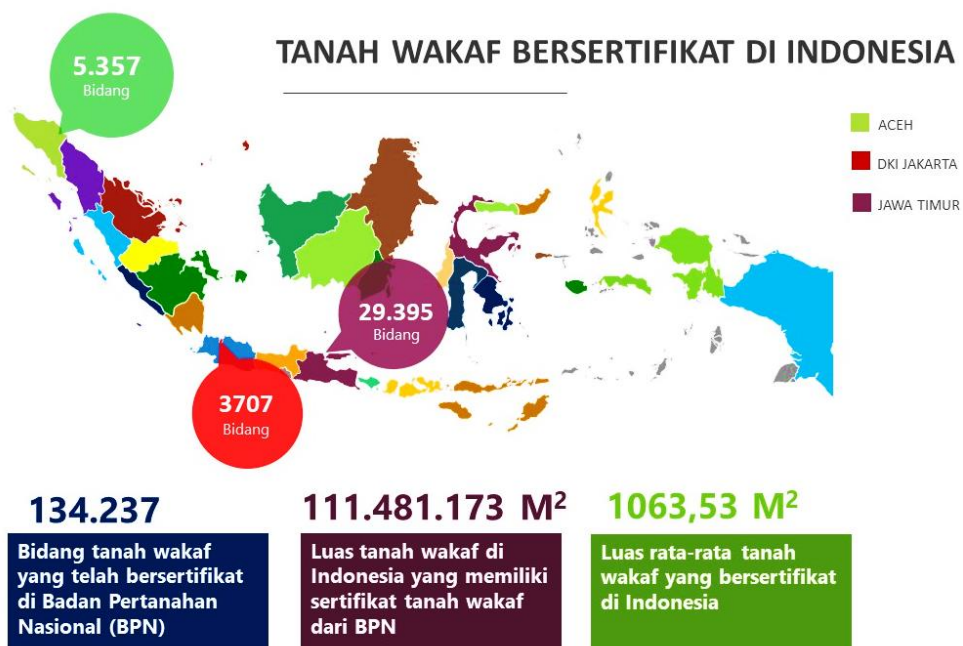 TANAH WAKAF BERSERTIFIKAT DI INDONESIA
5.357
Bidang
ACEH
DKI JAKARTA
JAWA TIMUR
29.395
Bidang
3707
Bidang
134.237
Bidang tanah wakaf
yang telah bersertifikat
di Badan Pertanahan
Nasional (BPN)
111.481.173 M²
Luas tanah wakaf di
Indonesia yang memiliki
sertifikat tanah wakaf
dari BPN
1063,53 M²
Luas rata-rata tanah
wakaf yang bersertifikat
di Indonesia